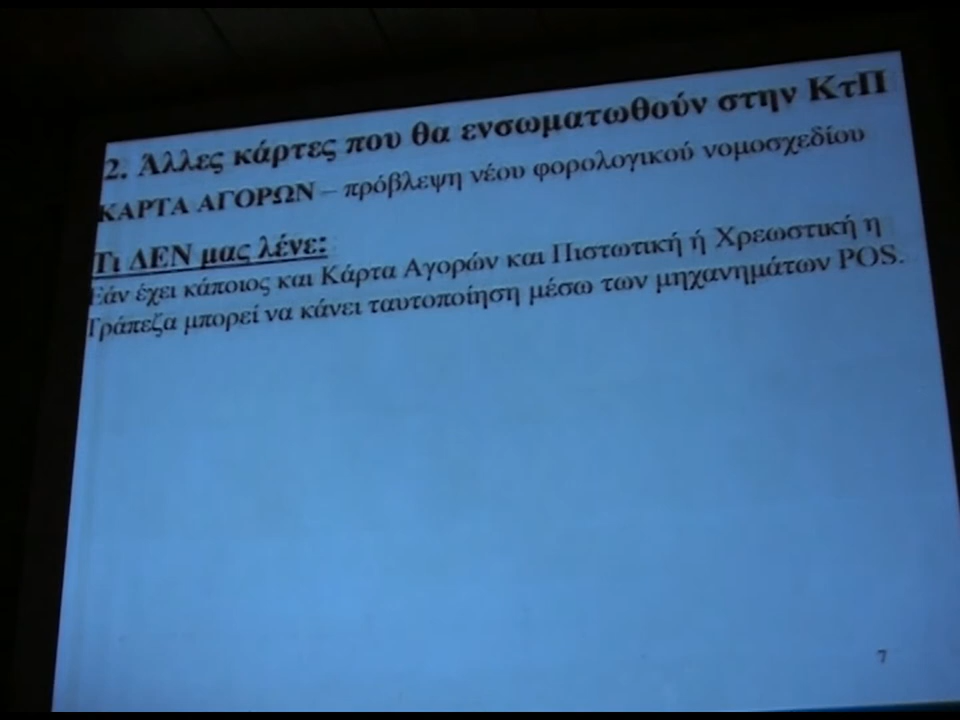 2. Άλλες κάρτες που θα ενσωματωθούν στην ΚτΠ
ΚΑΡΤΑ ΑΓΟΡΩΝ – πρόβλεψη νέου φορολογικού νομοσχεδίου
Τι ΔΕΝ μας λένε:
Εάν έχει κάποιος και Κάρτα Αγορών και Πιστωτική ή Χρεωστική η
Τράπεζα μπορεί να κάνει ταυτοποίηση μέσω των μηχανημάτων POS.
7